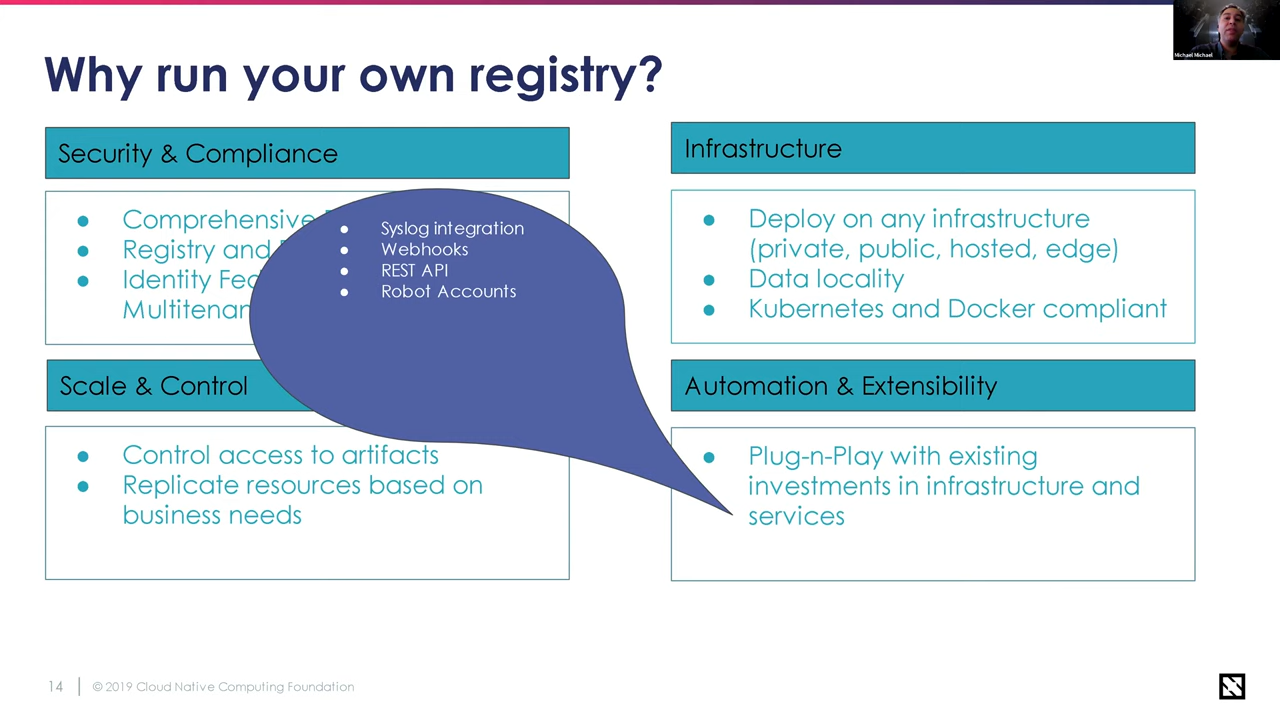 Michael Michael
Why run your own registry?
Security & Compliance
● Comprehensive
● Registry and
● Identity
● Syslog integration
● Webhooks
● REST API
● Robot Accounts
Infrastructure
● Deploy on any infrastructure
(private, public, hosted, edge)
● Data locality
● Kubernetes and Docker compliant
Scale & Control
● Control access to artifacts
● Replicate resources based on
business needs
Automation & Extensibility
● Plug-n-Play with existing
investments in infrastructure and
services
14
© 2019 Cloud Native Computing Foundation